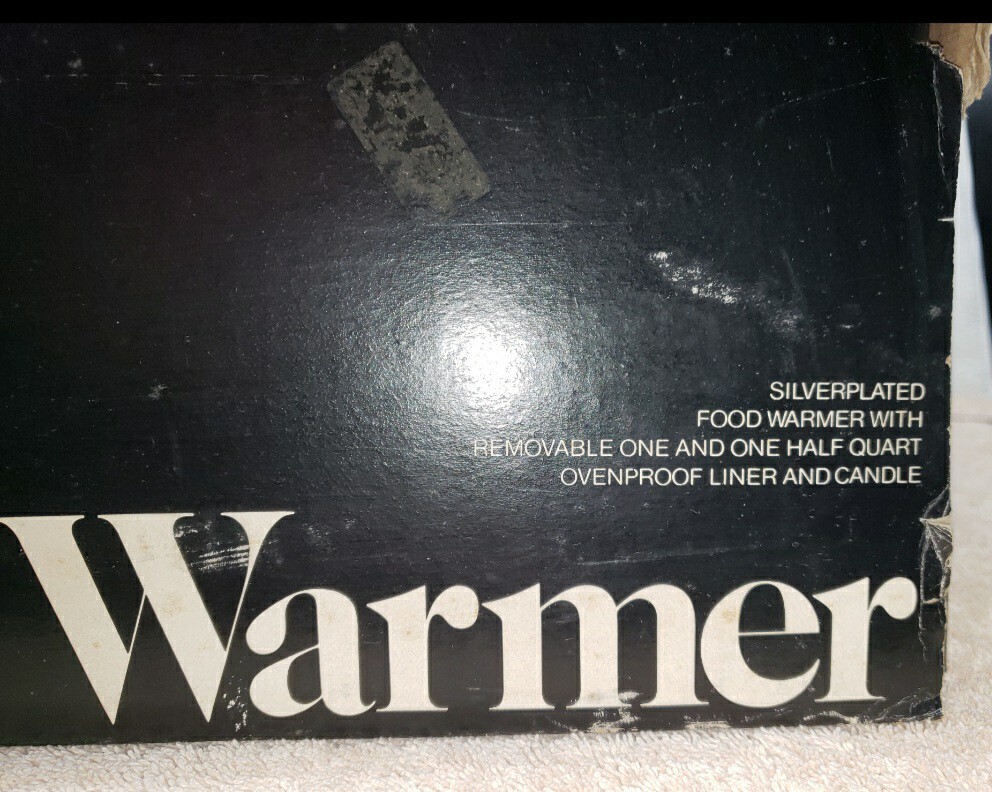 SILVERPLATED
FOOD WARMER WITH
REMOVABLE ONE AND ONE HALF QUART
OVENPROOF LINER AND CANDLE
Warmer